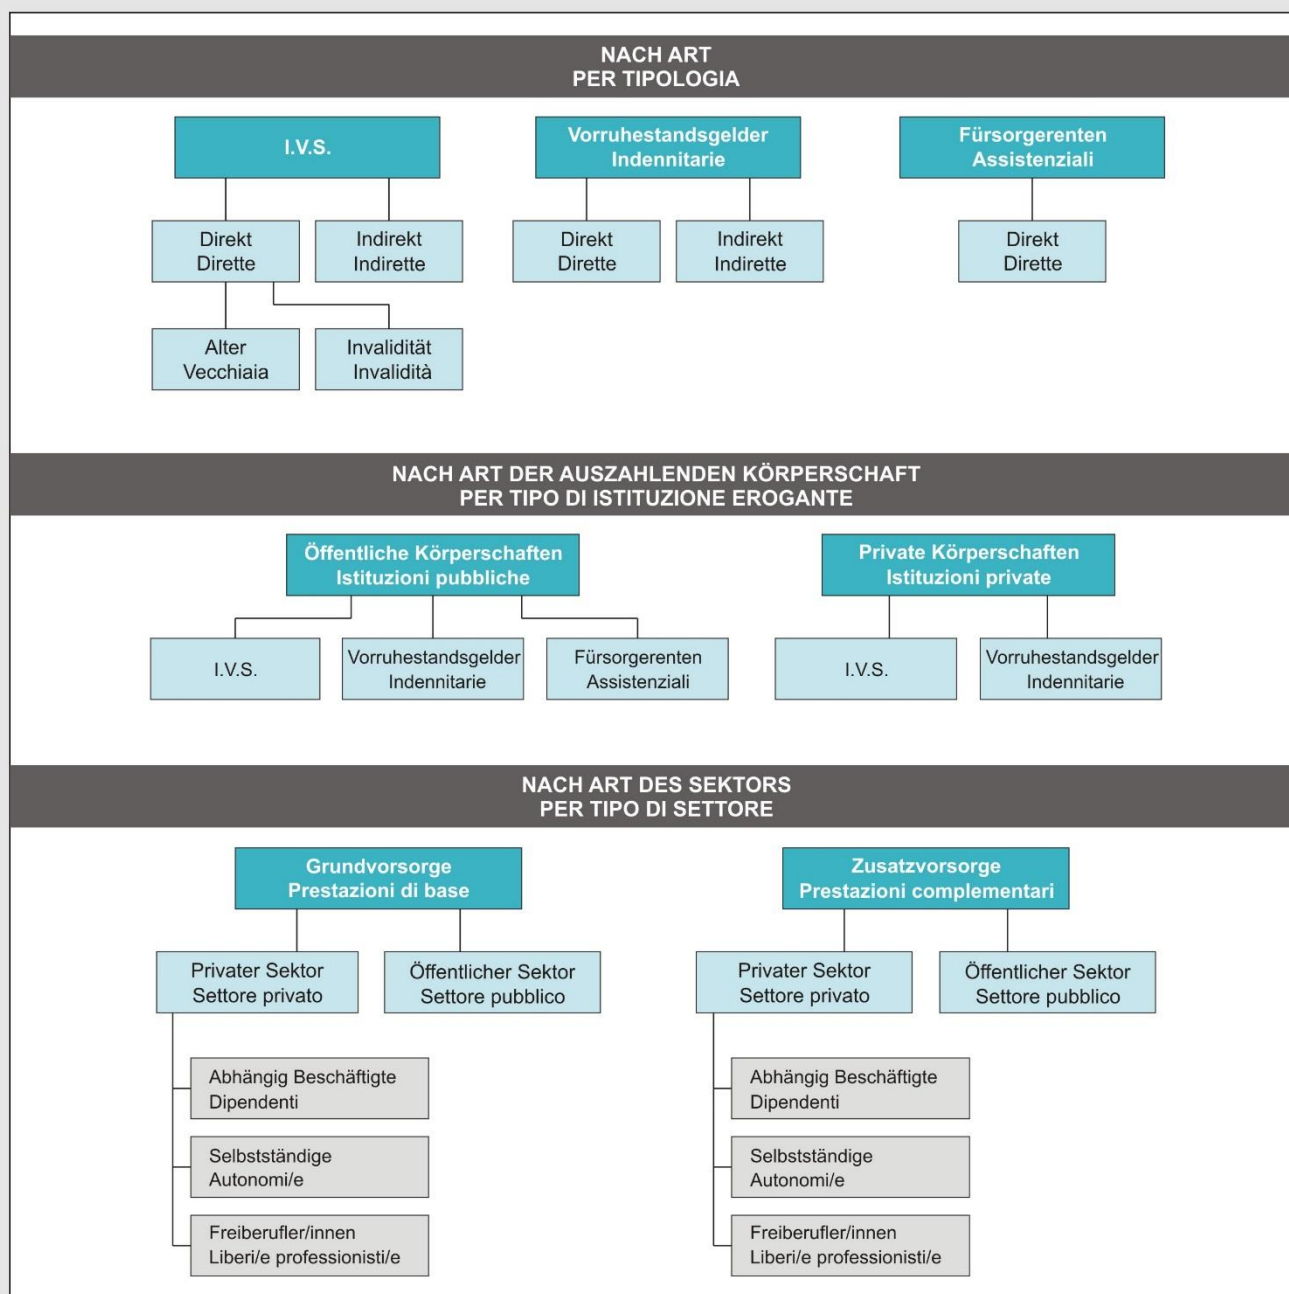 NACH ART
PER TIPOLOGIA
I.V.S.
Vorruhestandsgelder
Indennitarie
Fürsorgerenten
Assistenziali
Direkt
Dirette
Indirekt
Indirette
Direkt
Dirette
Indirekt
Indirette
Direkt
Dirette
Alter
Vecchiaia
Invalidität
Invalidità
NACH ART DER AUSZAHLENDEN KÖRPERSCHAFT
PER TIPO DI ISTITUZIONE EROGANTE
Öffentliche Körperschaften
Istituzioni pubbliche
Private Körperschaften
Istituzioni private
I.V.S.
Vorruhestandsgelder
Indennitarie
Fürsorgerenten
Assistenziali
I.V.S.
Vorruhestandsgelder
Indennitarie
NACH ART DES SEKTORS
PER TIPO DI SETTORE
Grundvorsorge
Prestazioni di base
Zusatzvorsorge
Prestazioni complementari
Privater Sektor
Settore privato
Öffentlicher Sektor
Settore pubblico
Privater Sektor
Settore privato
Öffentlicher Sektor
Settore pubblico
Abhängig Beschäftigte
Dipendenti
Selbstständige
Autonomi/e
Freiberufler/innen
Liberi/e professionisti/e
Abhängig Beschäftigte
Dipendenti
Selbstständige
Autonomi/e
Freiberufler/innen
Liberi/e professionisti/e